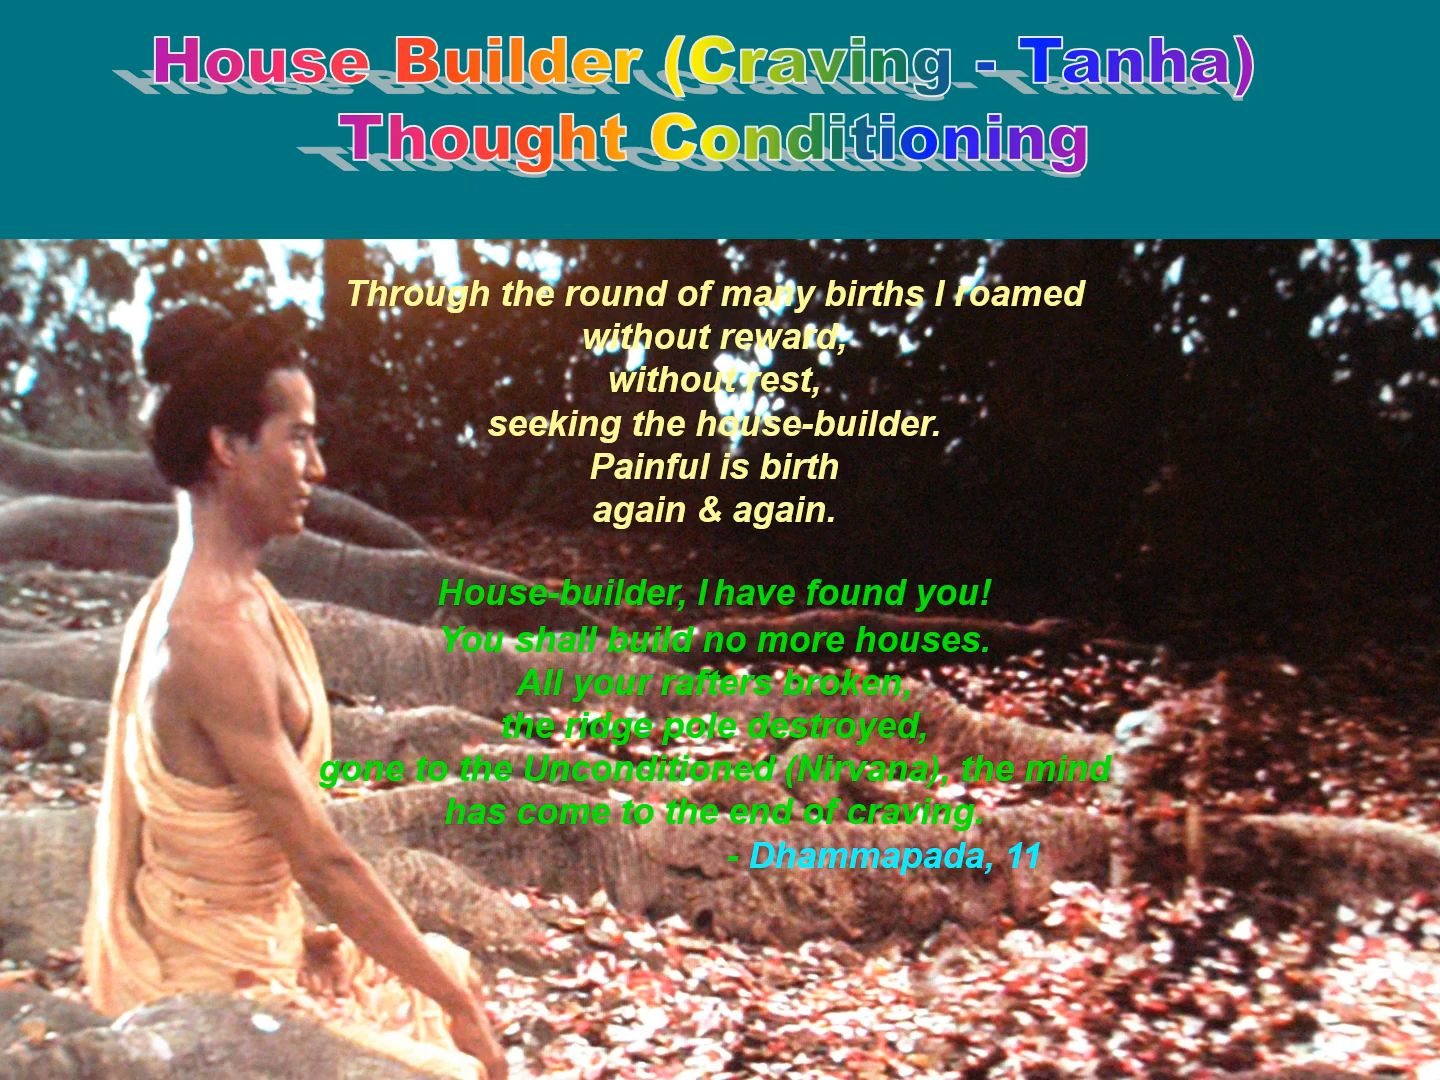 House Builder (Craving - Tanha)
Thought Conditioning
Through the round of many births I roamed
without reward,
without rest,
seeking the house-builder.
Painful is birth
again & again.
House-builder, I have found you!
You shall build no more houses.
All your rafters broken,
the ridge pole destroyed,
gone to the Unconditioned (Nirvana), the mind
has come to the end of craving.
- Dhammapada, 11